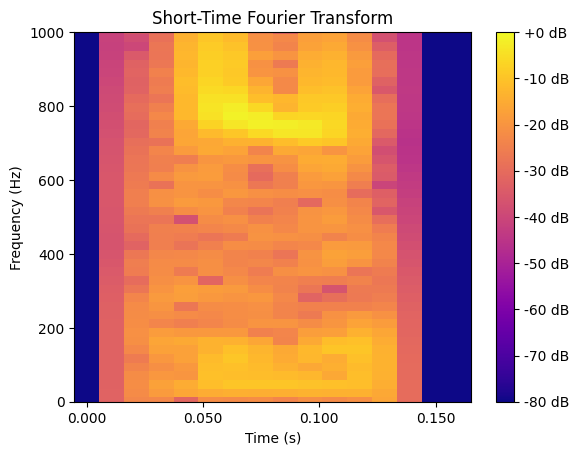 Short-Time Fourier Transform
1000
800
600
400
200
0
Frequency (Hz)
0.000
0.050
0.100
0.150
Time (s)
+0 dB
-10 dB
-20 dB
-30 dB
-40 dB
-50 dB
-60 dB
-70 dB
-80 dB